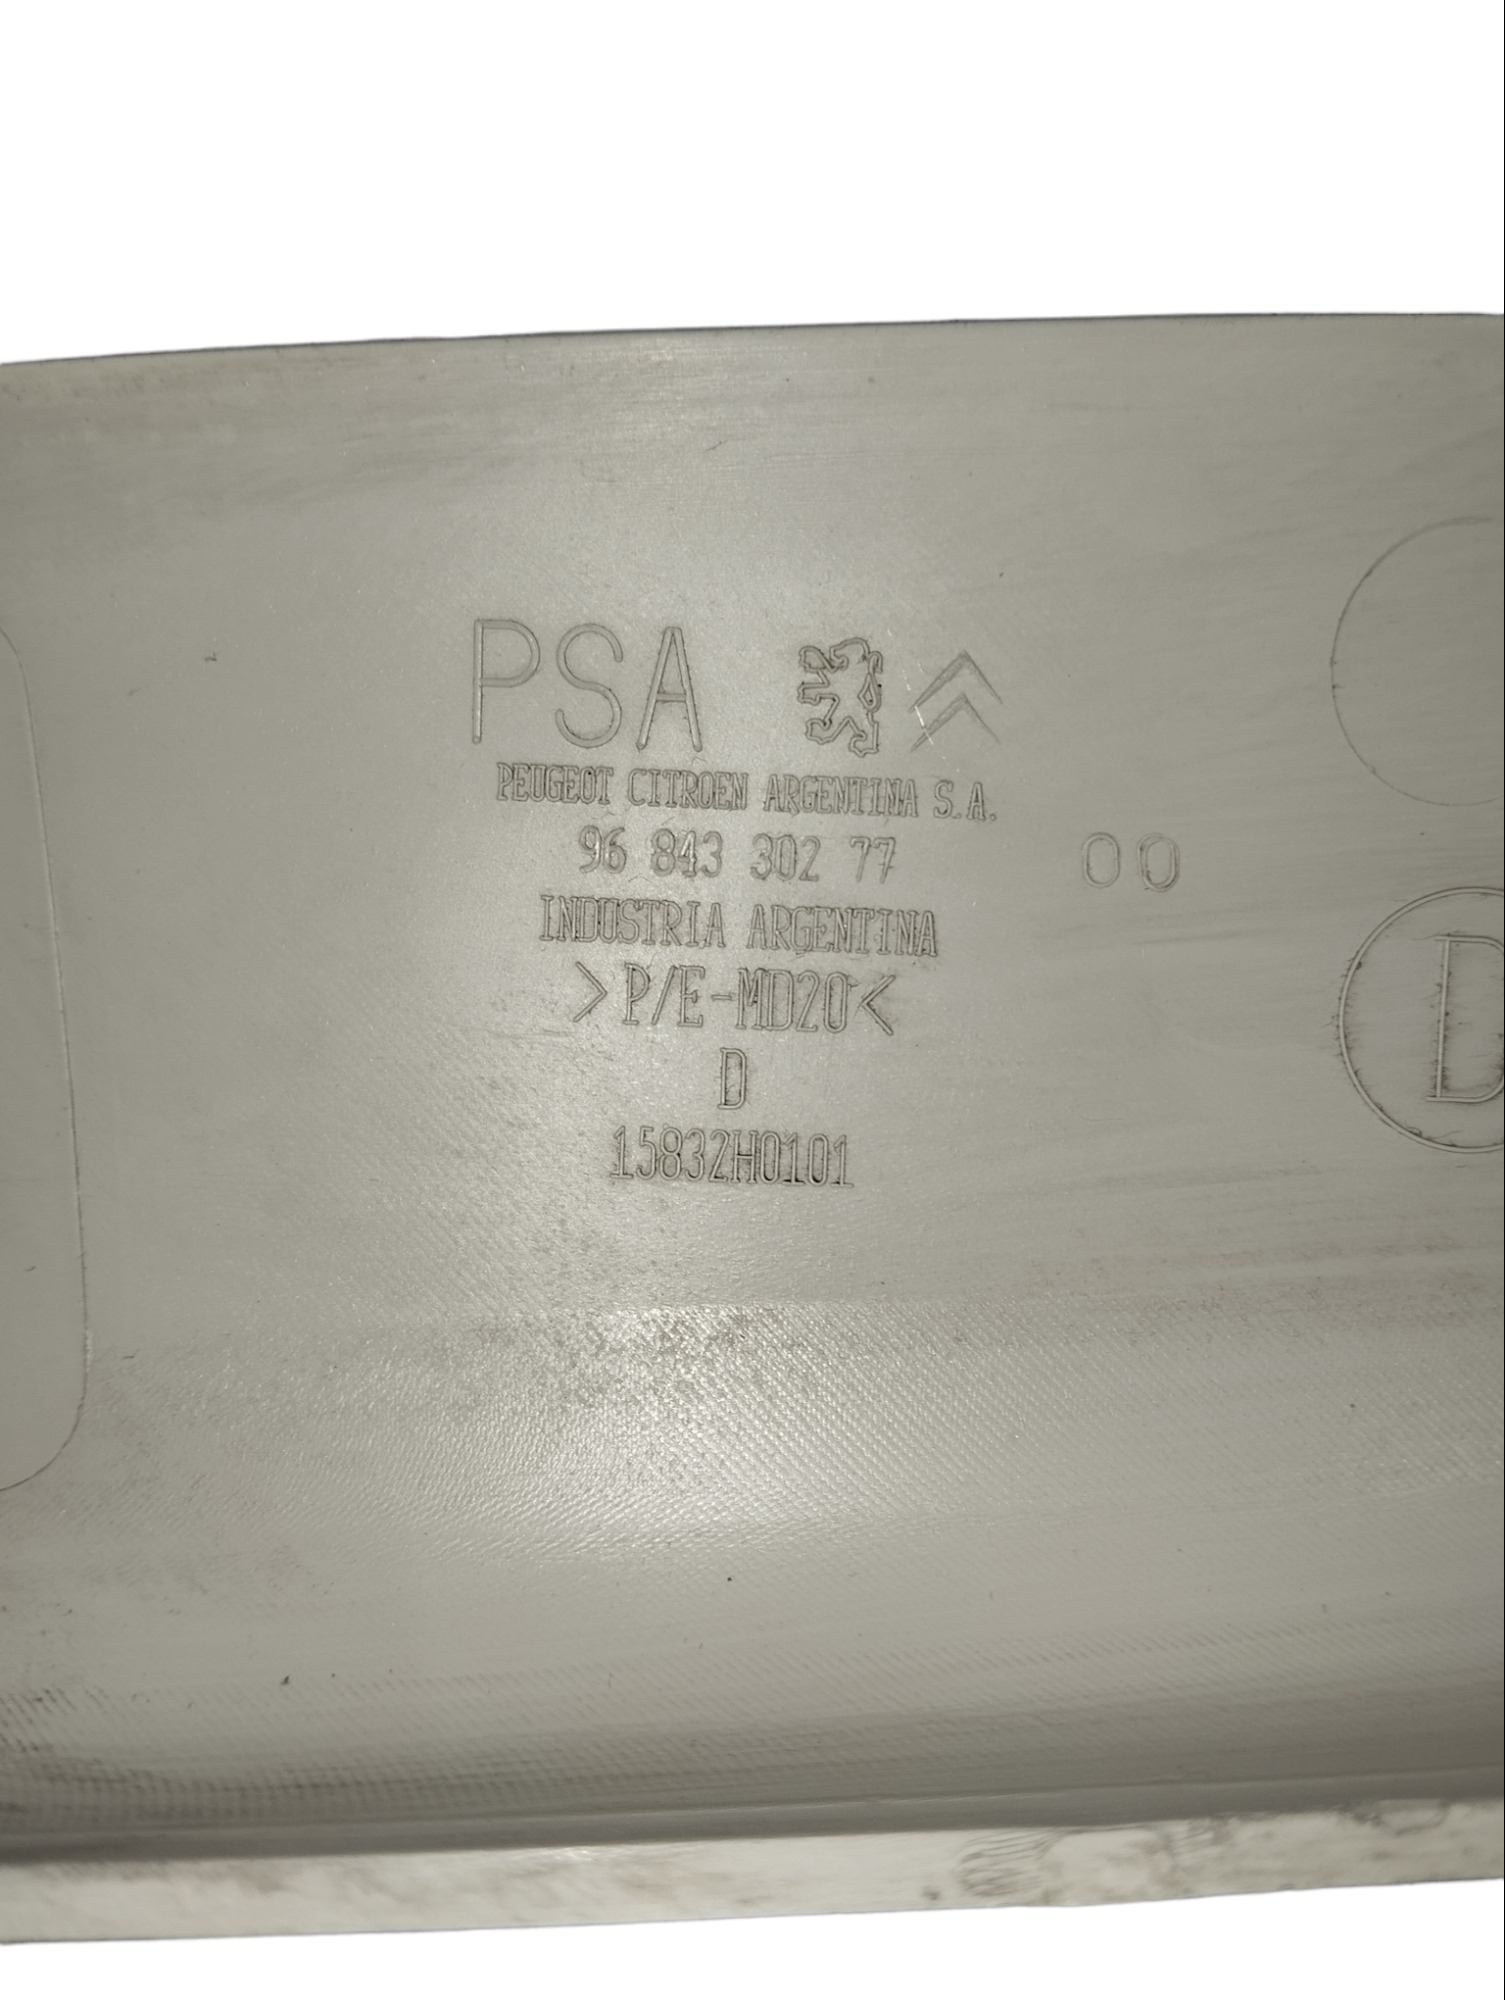 PSA
PEUGEOT CITROEN ARGENTINA S.A.
96 843 302 77 00
INDUSTRIA ARGENTINA
>P/E-MD20<
D
D
15832H0101